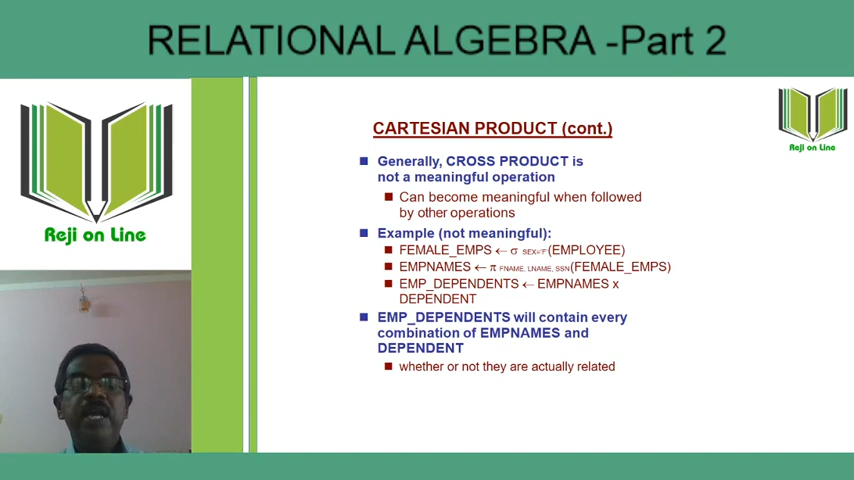 RELATIONAL ALGEBRA -Part 2
Reji on Line
Reji on Line
CARTESIAN PRODUCT (cont.)
Generally, CROSS PRODUCT is
not a meaningful operation
Can become meaningful when followed
by other operations
Example (not meaningful):
FEMALE_EMPS ← σ SEX='F'(EMPLOYEE)
EMPNAMES ← π FNAME, LNAME, SSN(FEMALE_EMPS)
EMP_DEPENDENTS ← EMPNAMES x
DEPENDENT
EMP_DEPENDENTS will contain every
combination of EMPNAMES and
DEPENDENT
whether or not they are actually related